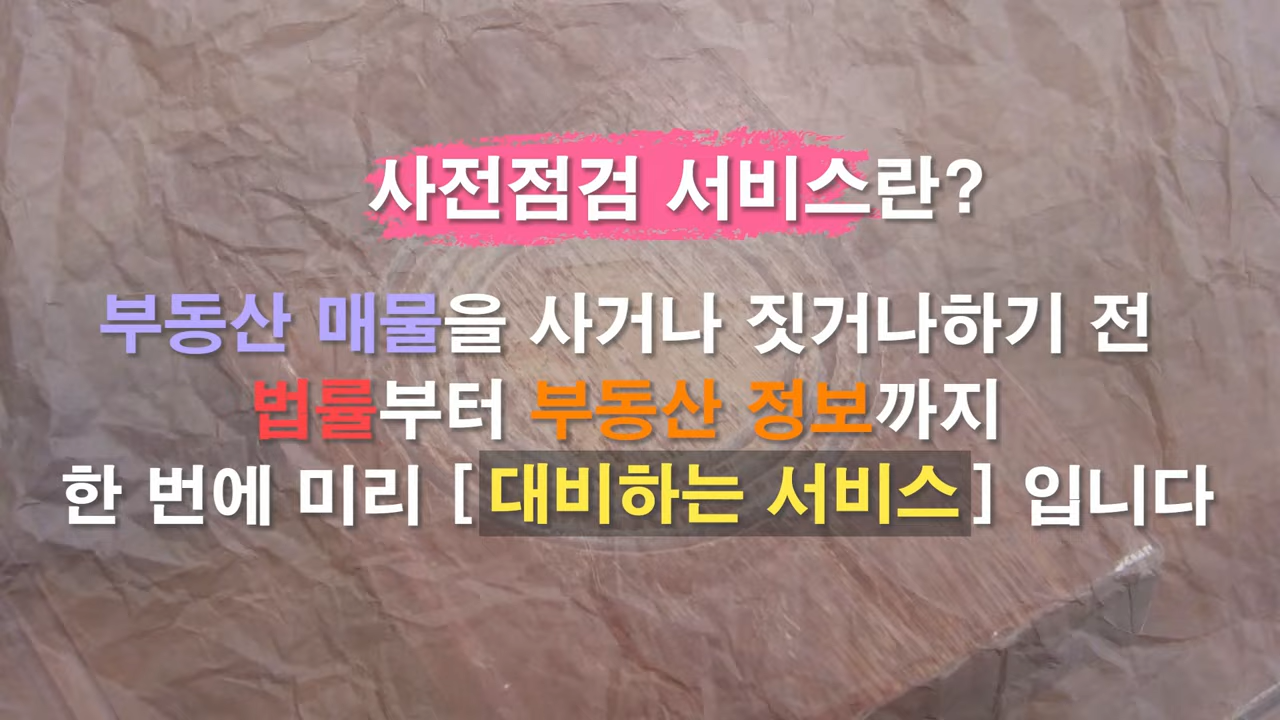 사전점검 서비스란?
부동산 매물을 사거나 짓거나하기 전
법률부터 부동산 정보까지
한 번에 미리 [대비하는 서비스] 입니다